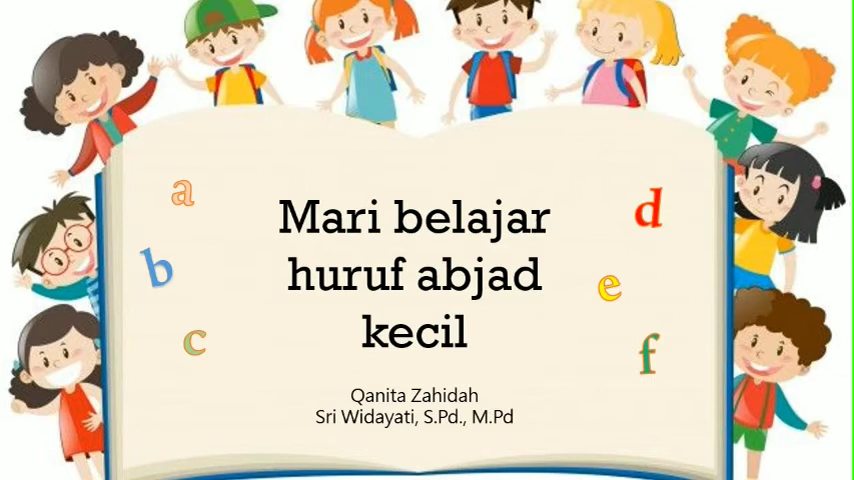 a
b
c
Mari belajar
huruf abjad
kecil
d
e
f
Qanita Zahidah
Sri Widayati, S.Pd., M.Pd